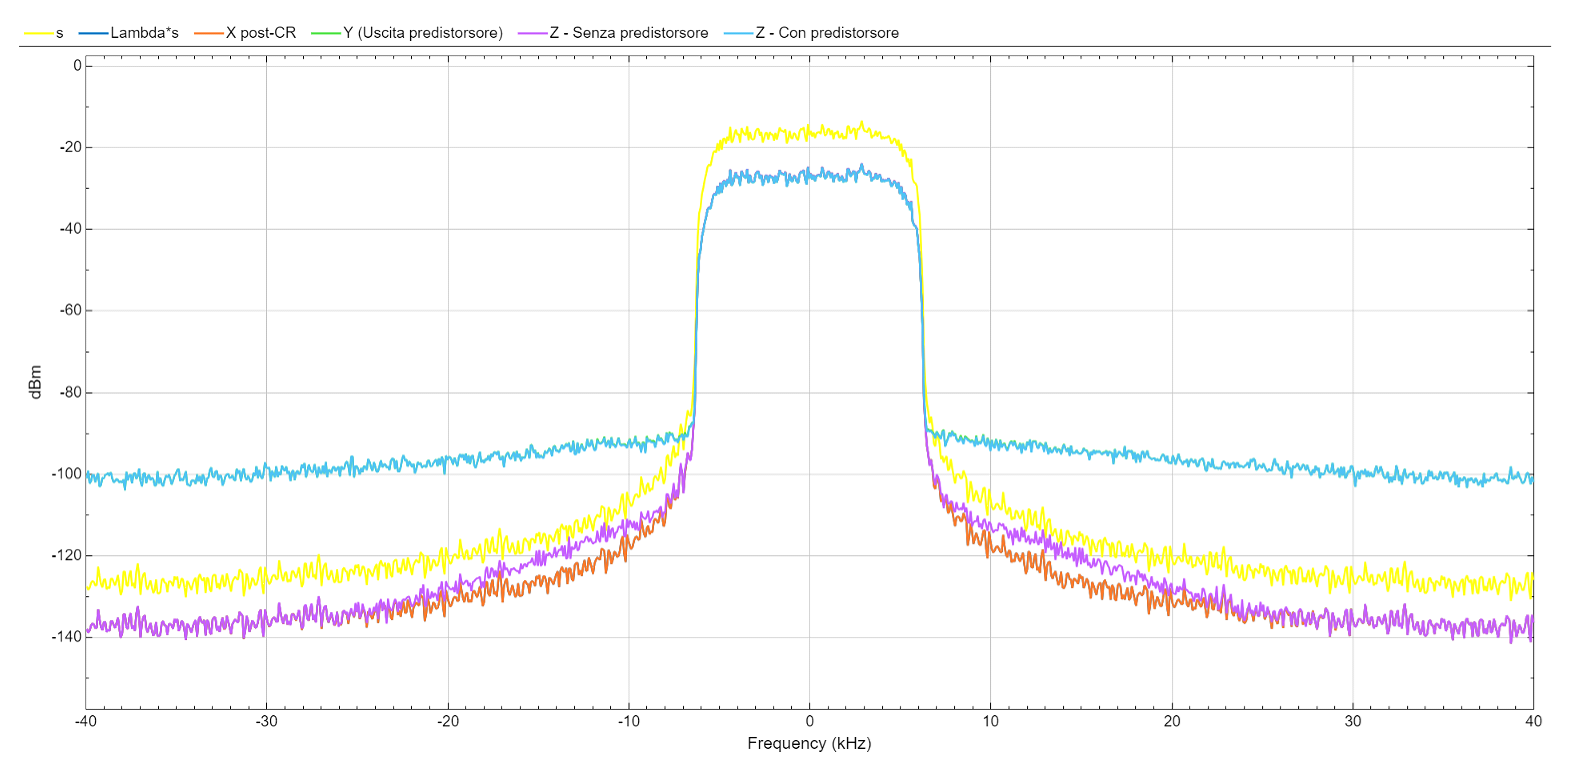 s Lambda*s X post-CR Y (Uscita predistorsore) Z - Senza predistorsore Z - Con predistorsore
0
-20
-40
-60
-80
-100
-120
-140
dBm
-40 -30 -20 -10 0 10 20 30 40
Frequency (kHz)